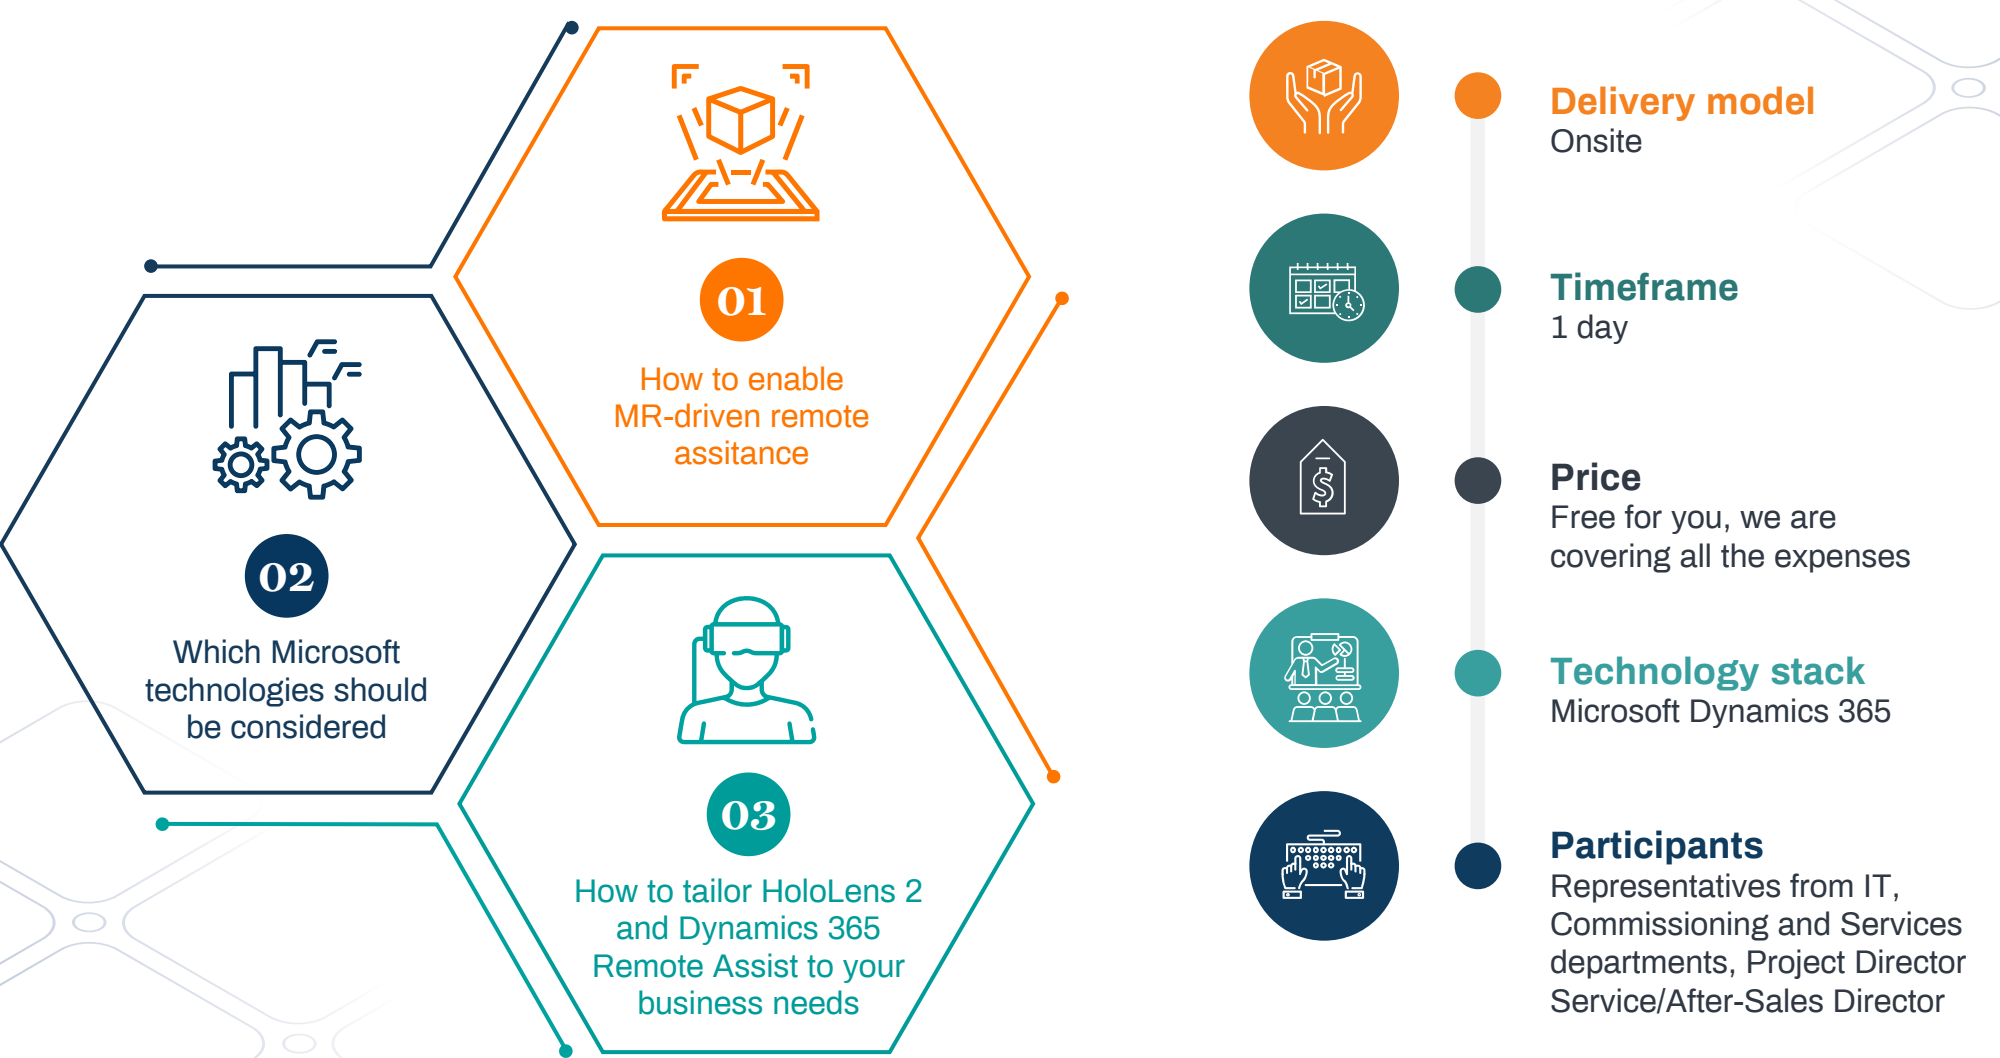 01
How to enable
MR-driven remote
assitance
02
Which Microsoft
technologies should
be considered
03
How to tailor HoloLens 2
and Dynamics 365
Remote Assist to your
business needs
Delivery model
Onsite
Timeframe
1 day
Price
Free for you, we are
covering all the expenses
Technology stack
Microsoft Dynamics 365
Participants
Representatives from IT,
Commissioning and Services
departments, Project Director
Service/After-Sales Director